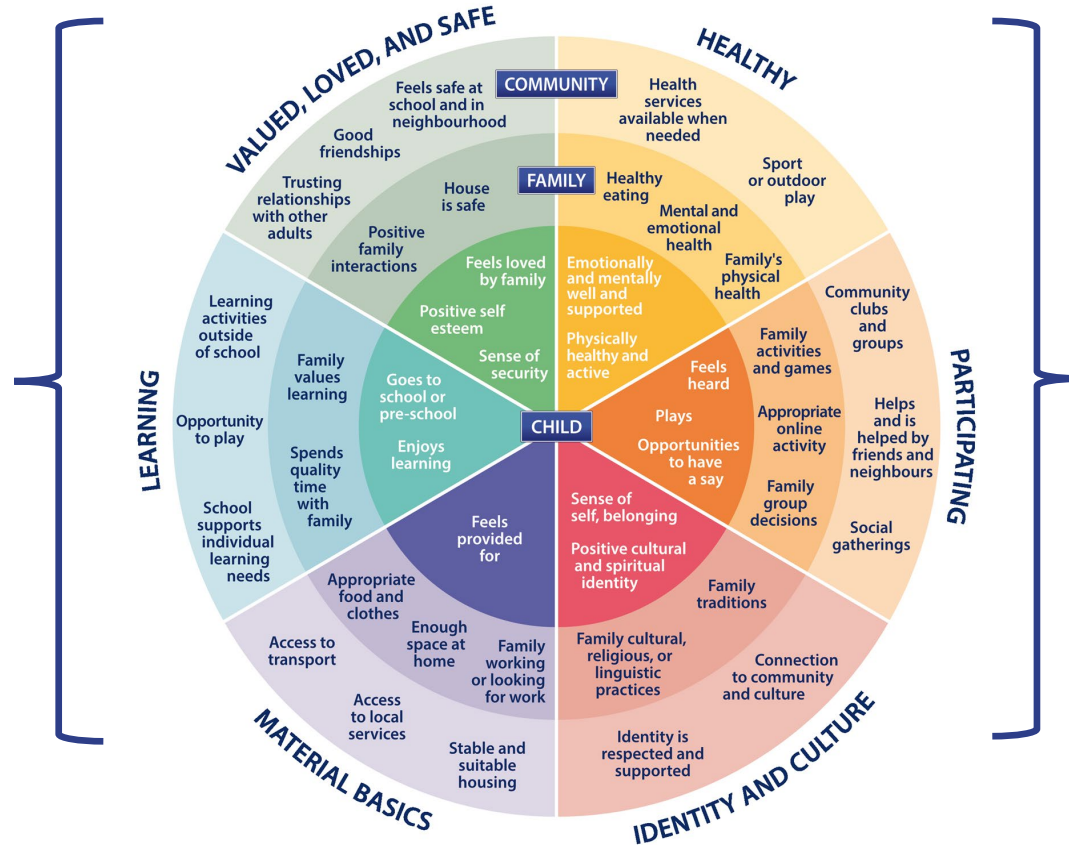 VALUED, LOVED, AND SAFE
COMMUNITY
Feels safe at
school and in
neighbourhood
Good
friendships
Trusting
relationships
with other
adults
FAMILY
House
is safe
Positive
family
interactions
Feels loved
by family
Positive self
esteem
Sense of
security
HEALTHY
Health
services
available when
needed
Sport
or outdoor
play
Healthy
eating
Mental and
emotional
health
Family's
physical
health
Emotionally
and mentally
well and
supported
Physically
healthy and
active
PARTICIPATING
Community
clubs
and
groups
Helps and
is helped by
friends and
neighbours
Social
gatherings
Family
activities
and games
Appropriate
online
activity
Family
group
decisions
Feels
heard
Plays
Opportunities
to have
a say
CHILD
IDENTITY AND CULTURE
Sense of
self, belonging
Positive cultural
and spiritual
identity
Family
traditions
Family cultural,
religious, or
linguistic
practices
Connection
to community
and culture
Identity is
respected and
supported
MATERIAL BASICS
Feels
provided
for
Appropriate
food and
clothes
Enough
space at
home
Family
working
or looking
for work
Access to
transport
Access
to local
services
Stable and
suitable
housing
LEARNING
Learning
activities
outside
of school
Opportunity
to play
School
supports
individual
learning
needs
Family
values
learning
Spends
quality
time
with
family
Goes to
school or
pre-school
Enjoys
learning